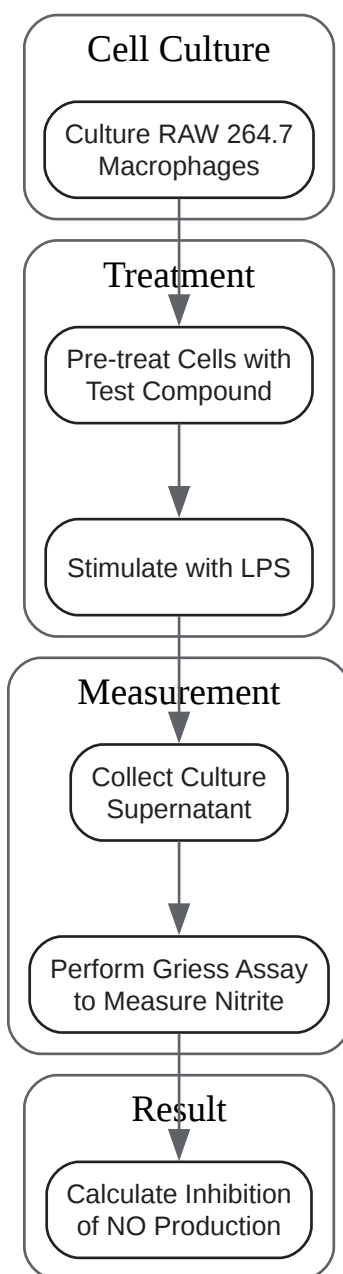 Cell Culture
Culture RAW 264.7
Macrophages
Treatment
Pre-treat Cells with
Test Compound
Stimulate with LPS
Measurement
Collect Culture
Supernatant
Perform Griess Assay
to Measure Nitrite
Result
Calculate Inhibition
of NO Production